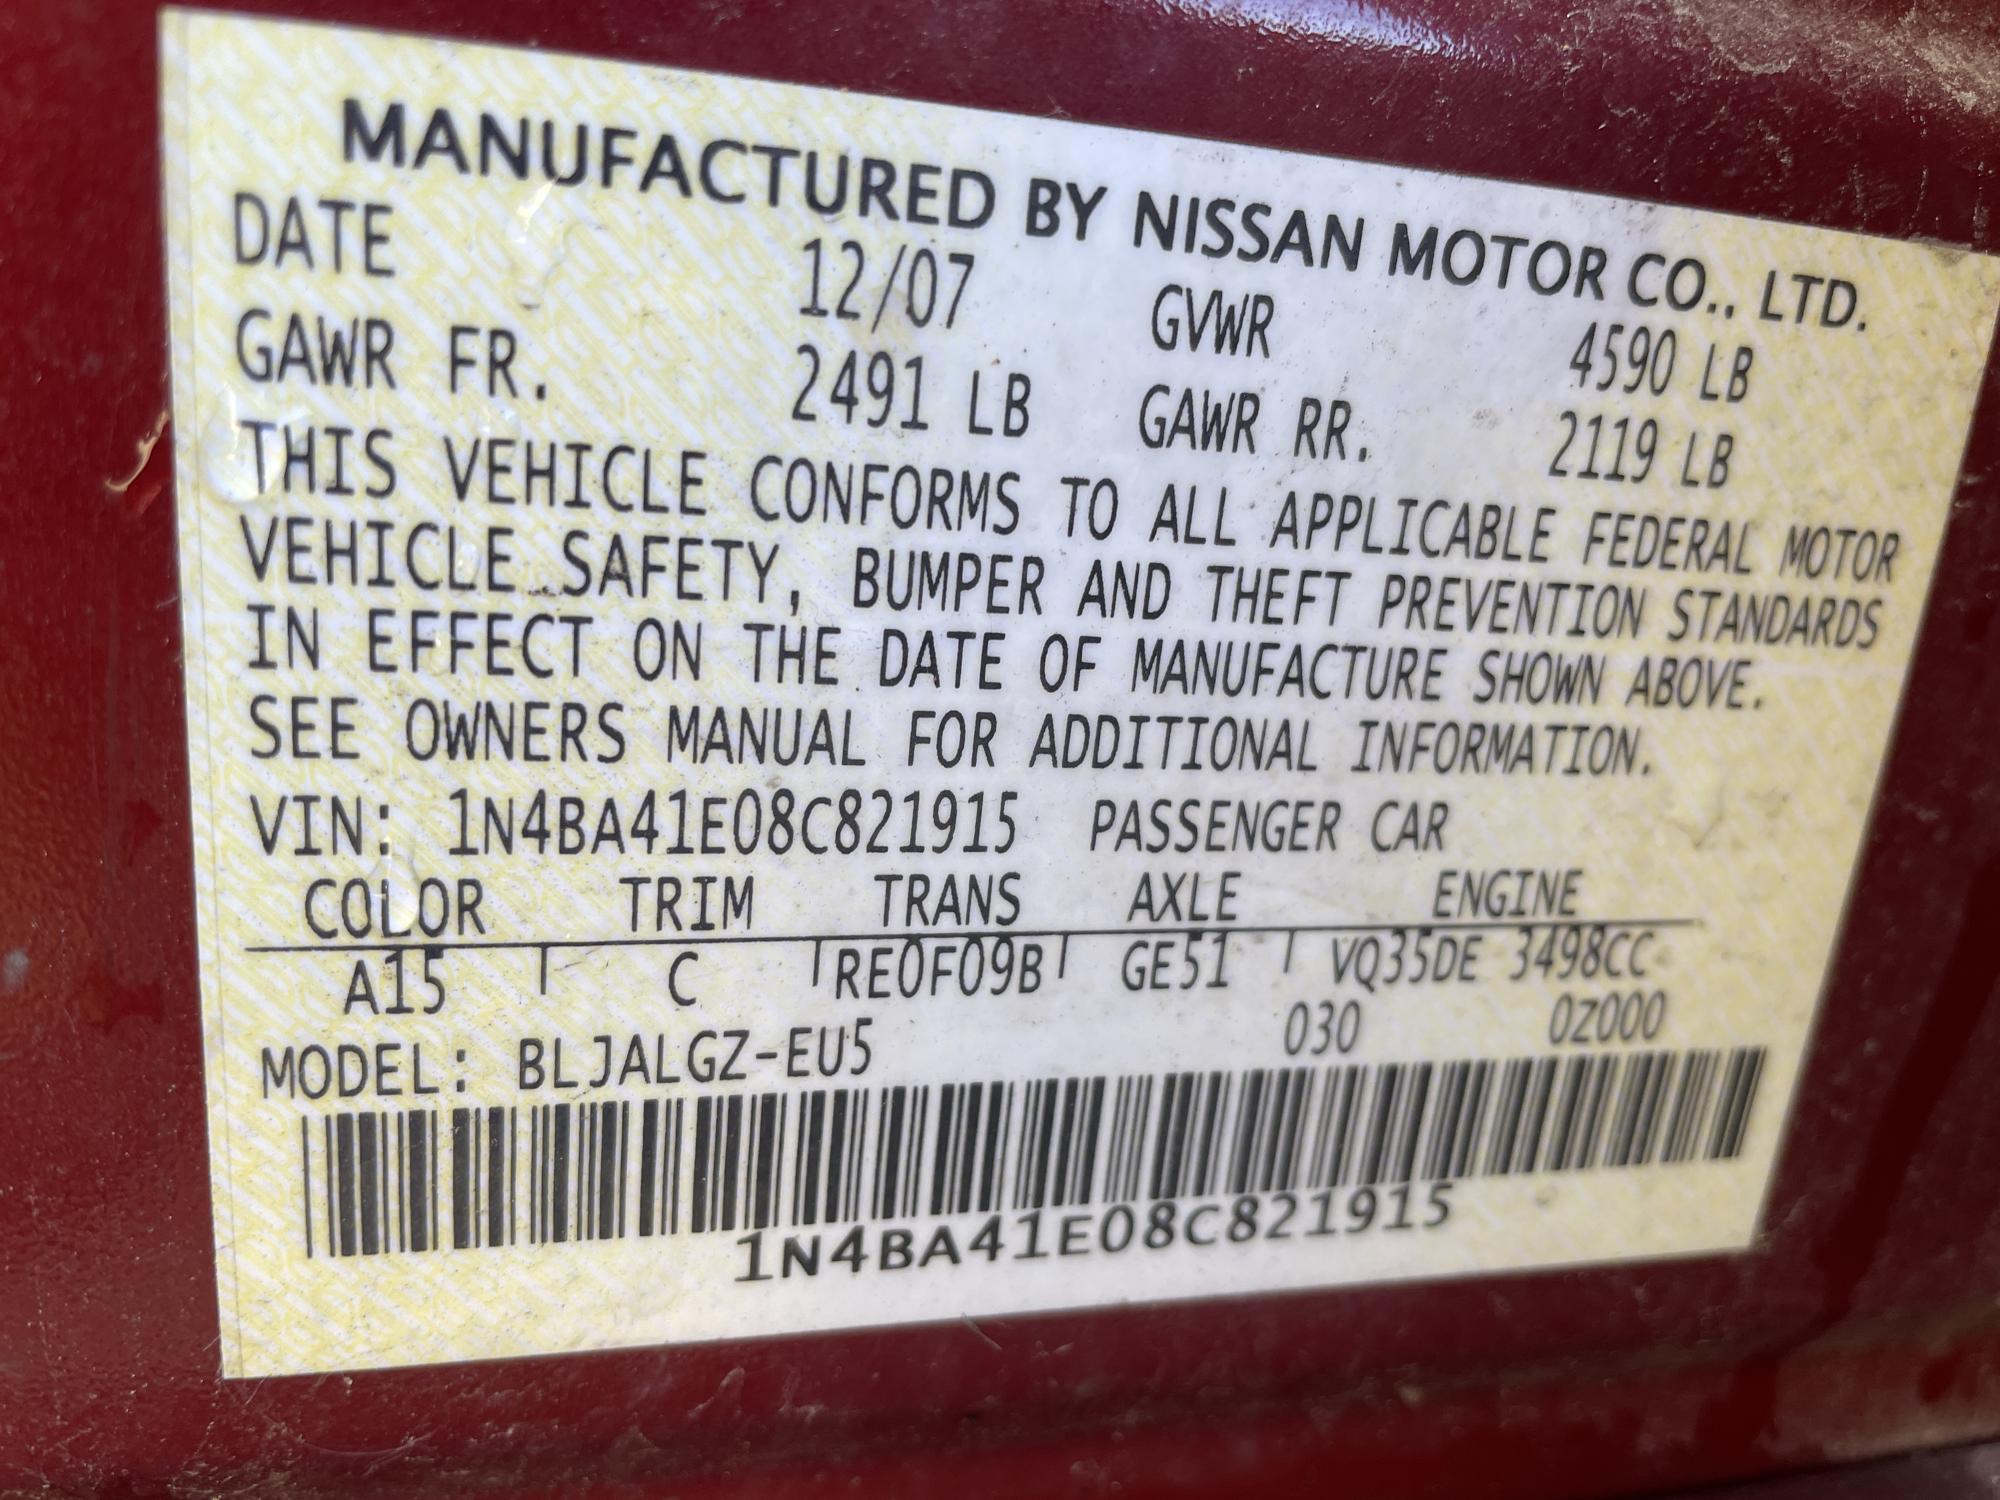 MANUFACTURED BY NISSAN MOTOR CO., LTD.
DATE 12/07 GVWR 4590 LB
GAWR FR. 2491 LB GAWR RR. 2119 LB
THIS VEHICLE CONFORMS TO ALL APPLICABLE FEDERAL MOTOR
VEHICLE SAFETY, BUMPER AND THEFT PREVENTION STANDARDS
IN EFFECT ON THE DATE OF MANUFACTURE SHOWN ABOVE.
SEE OWNERS MANUAL FOR ADDITIONAL INFORMATION.
VIN: 1N4BA41E08C821915 PASSENGER CAR
COLOR TRIM TRANS AXLE ENGINE
A15 C RE0F09B GE51 VQ35DE 3498CC
030 0Z000
MODEL: BLJALGZ-EU5
1N4BA41E08C821915